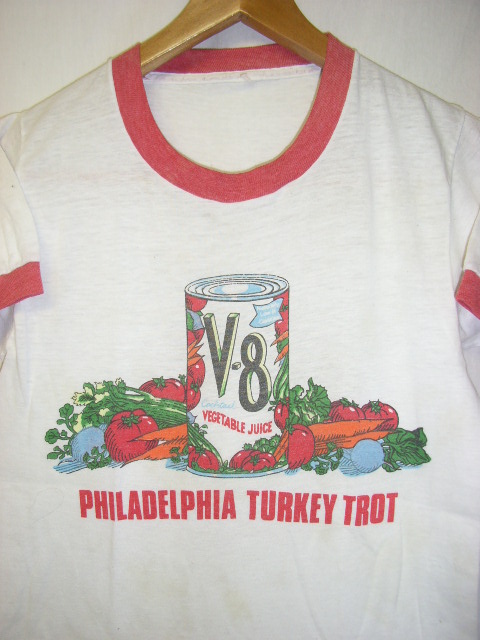 V-8
VEGETABLE JUICE
PHILADELPHIA TURKEY TROT